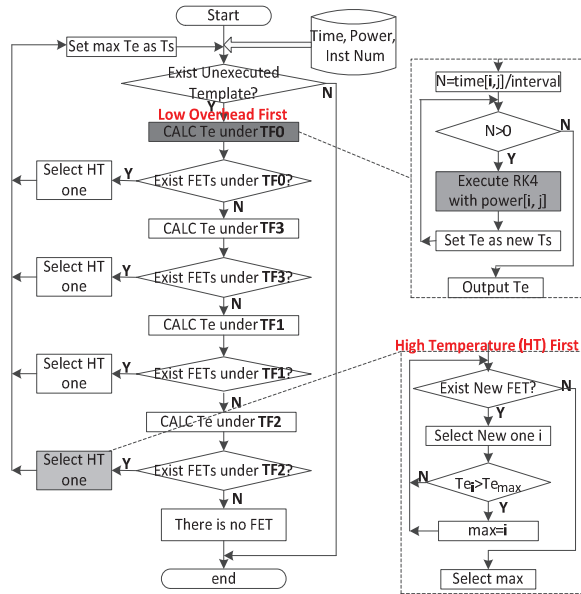 Start
Set max Te as Ts
Time, Power,
Inst Num
Exist Unexecuted
Template?
N
Y
Low Overhead First
CALC Te under TF0
Select HT
one
Y
Exist FETs under TF0?
N
CALC Te under TF3
Select HT
one
Y
Exist FETs under TF3?
N
CALC Te under TF1
Select HT
one
Y
Exist FETs under TF1?
N
CALC Te under TF2
Select HT
one
Y
Exist FETs under TF2?
N
There is no FET
end
N=time[i,j]/interval
N>0
N
Y
Execute RK4
with power[i, j]
Set Te as new Ts
Output Te
High Temperature (HT) First
Exist New FET?
N
Y
Select New one i
N
Tei>Temax
Y
max=i
Select max